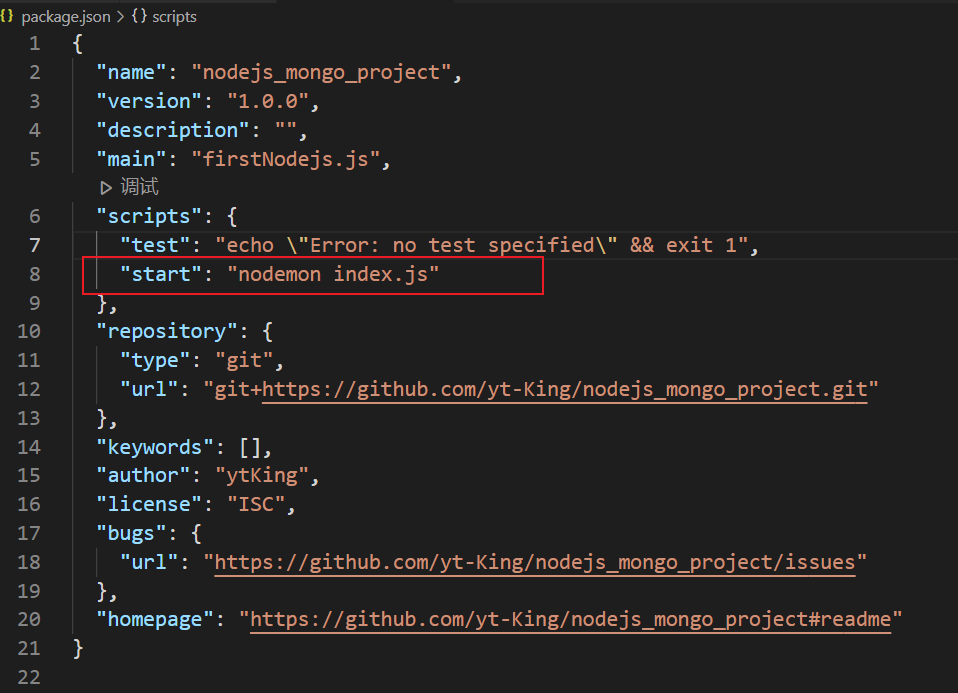 {} package.json > {} scripts
1 {
2 "name": "nodejs_mongo_project",
3 "version": "1.0.0",
4 "description": "",
5 "main": "firstNodejs.js",
▷ 调试
6 "scripts": {
7 "test": "echo \"Error: no test specified\" && exit 1",
8 "start": "nodemon index.js"
9 },
10 "repository": {
11 "type": "git",
12 "url": "git+https://github.com/yt-King/nodejs_mongo_project.git"
13 },
14 "keywords": [],
15 "author": "ytKing",
16 "license": "ISC",
17 "bugs": {
18 "url": "https://github.com/yt-King/nodejs_mongo_project/issues"
19 },
20 "homepage": "https://github.com/yt-King/nodejs_mongo_project#readme"
21 }
22